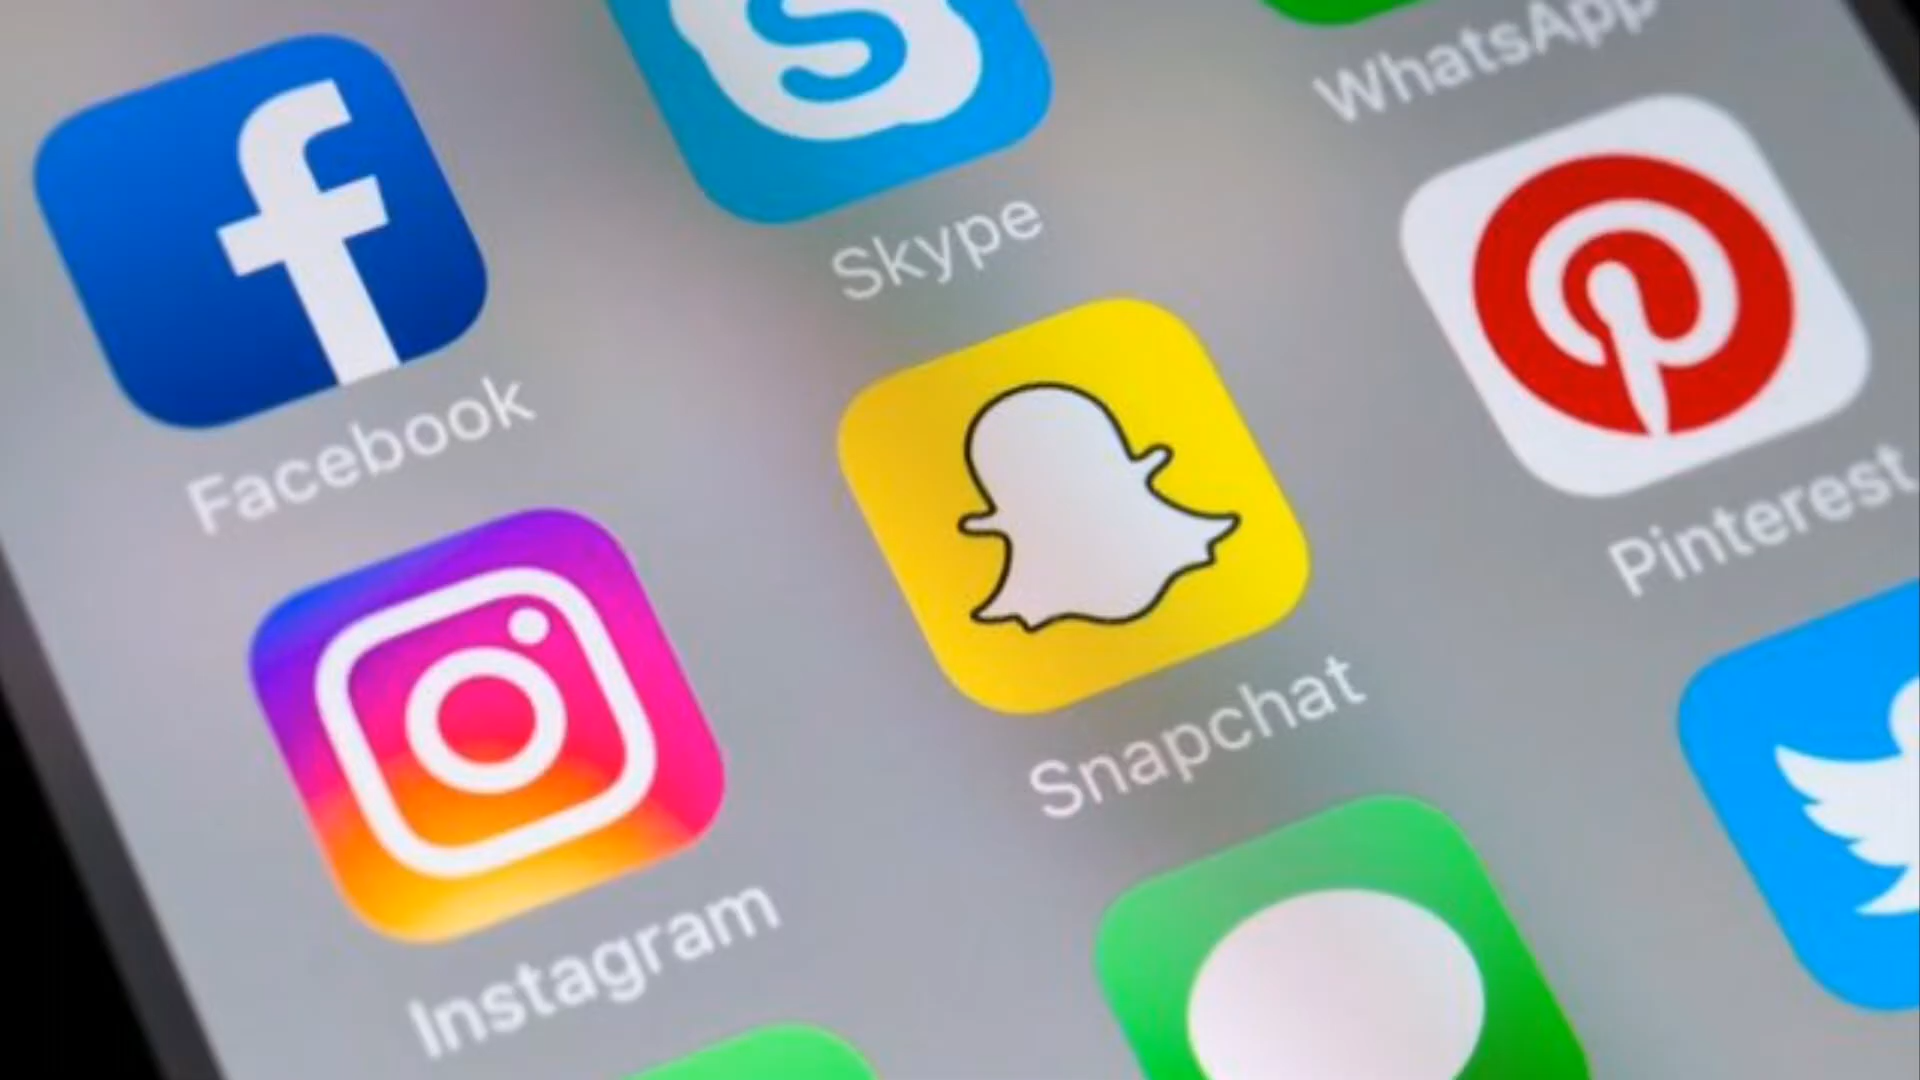 WhatsApp
Skype
Facebook
Pinterest
Snapchat
Instagram